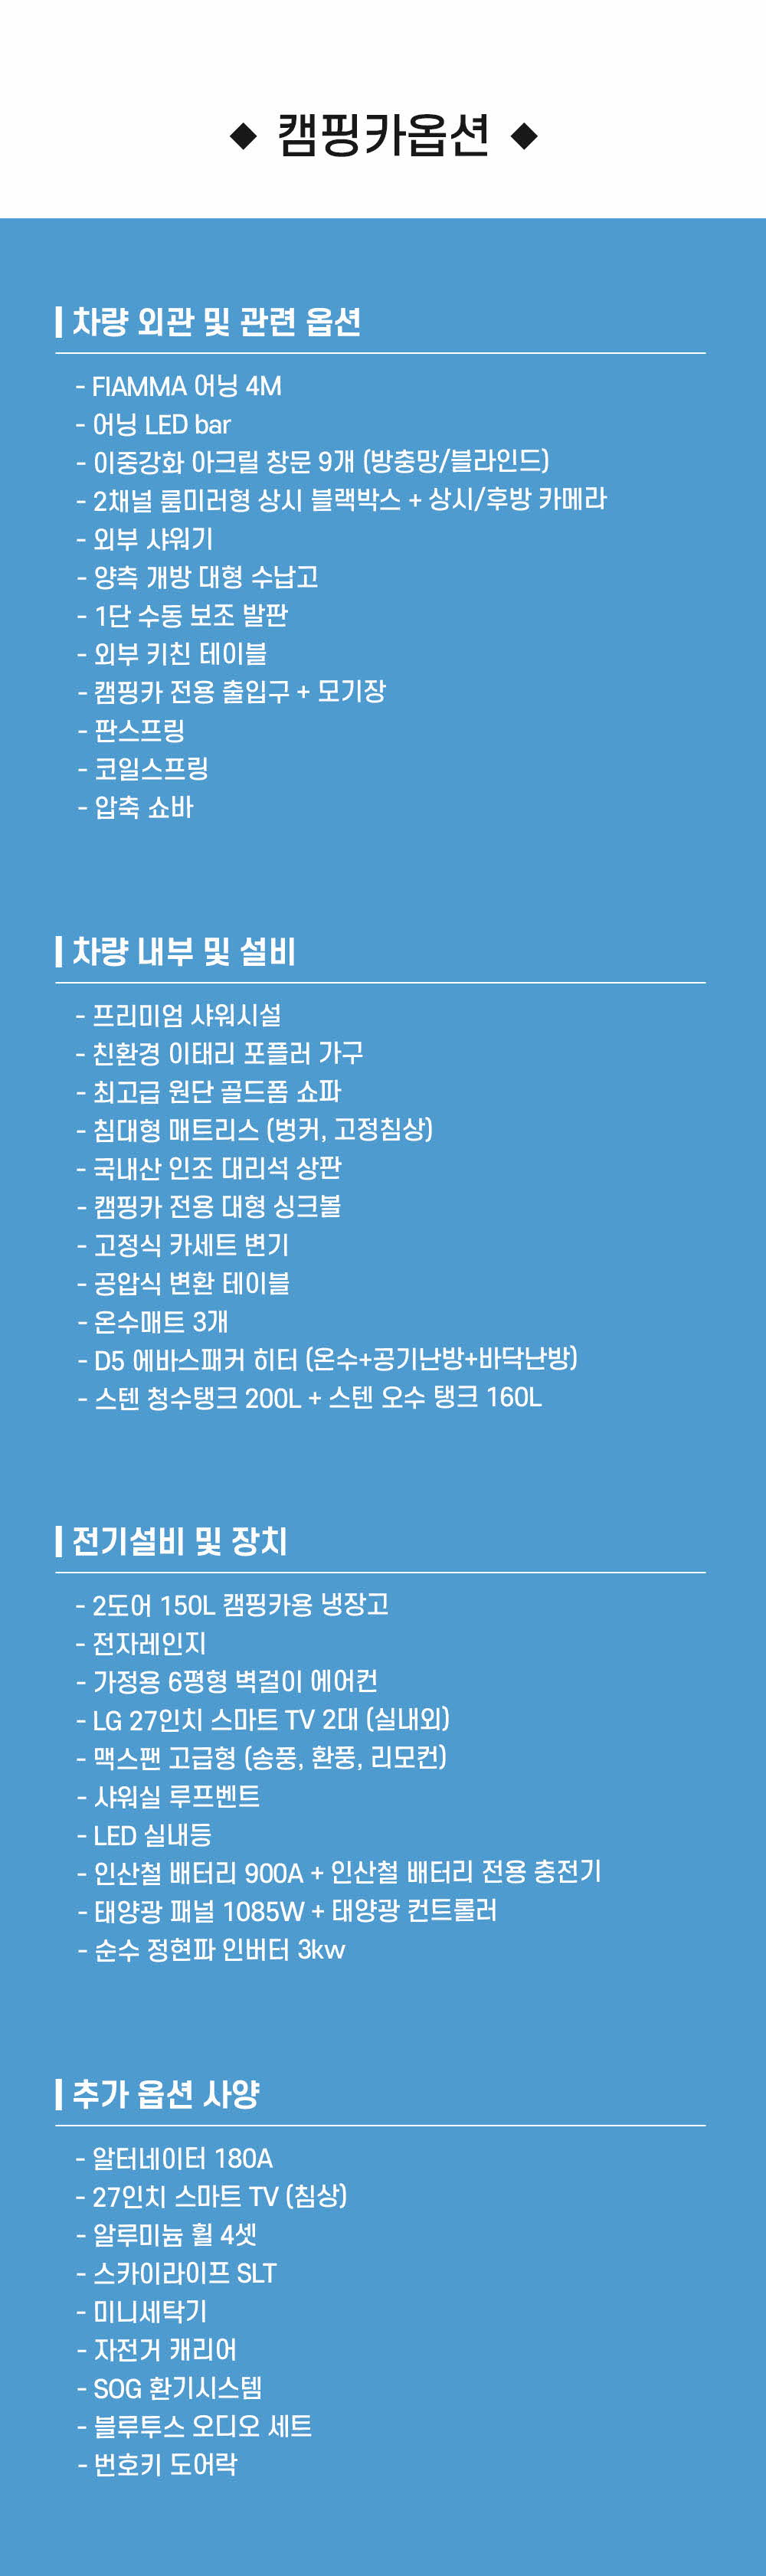 ◆ 캠핑카옵션 ◆
차량 외관 및 관련 옵션
- FIAMMA 어닝 4M
- 어닝 LED bar
- 이중강화 아크릴 창문 9개 (방충망/블라인드)
- 2채널 룸미러형 상시 블랙박스 + 상시/후방 카메라
- 외부 샤워기
- 양측 개방 대형 수납고
- 1단 수동 보조 발판
- 외부 키친 테이블
- 캠핑카 전용 출입구 + 모기장
- 판스프링
- 코일스프링
- 압축 쇼바
차량 내부 및 설비
- 프리미엄 샤워시설
- 친환경 이태리 포플러 가구
- 최고급 원단 골드폼 쇼파
- 침대형 매트리스 (벙커, 고정침상)
- 국내산 인조 대리석 상판
- 캠핑카 전용 대형 싱크볼
- 고정식 카세트 변기
- 공압식 변환 테이블
- 온수매트 3개
- D5 에바스패커 히터 (온수+공기난방+바닥난방)
- 스텐 청수탱크 200L + 스텐 오수 탱크 160L
전기설비 및 장치
- 2도어 150L 캠핑카용 냉장고
- 전자레인지
- 가정용 6평형 벽걸이 에어컨
- LG 27인치 스마트 TV 2대 (실내외)
- 맥스팬 고급형 (송풍, 환풍, 리모컨)
- 샤워실 루프벤트
- LED 실내등
- 인산철 배터리 900A + 인산철 배터리 전용 충전기
- 태양광 패널 1085W + 태양광 컨트롤러
- 순수 정현파 인버터 3kw
추가 옵션 사양
- 알터네이터 180A
- 27인치 스마트 TV (침상)
- 알루미늄 휠 4셋
- 스카이라이프 SLT
- 미니세탁기
- 자전거 캐리어
- SOG 환기시스템
- 블루투스 오디오 세트
- 번호키 도어락